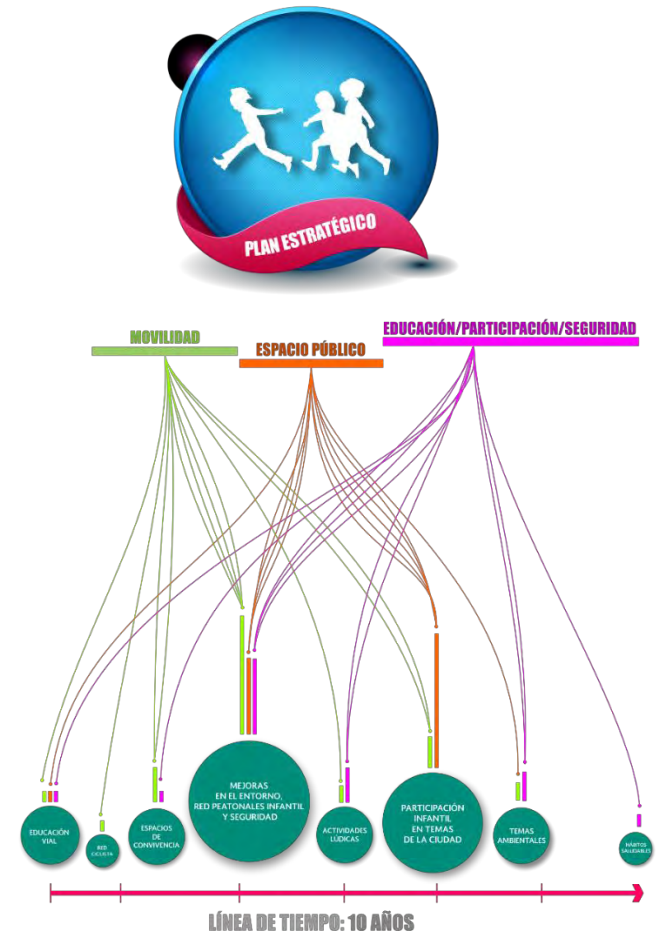 PLAN ESTRATÉGICO
MOVILIDAD
ESPACIO PÚBLICO
EDUCACIÓN/PARTICIPACIÓN/SEGURIDAD
EDUCACIÓN
VIAL
RED
CICLISTA
ESPACIOS
DE
CONVIVENCIA
MEJORAS
EN EL ENTORNO,
RED PEATONALES INFANTIL
Y SEGURIDAD
ACTIVIDADES
LÚDICAS
PARTICIPACIÓN
INFANTIL
EN TEMAS
DE LA CIUDAD
TEMAS
AMBIENTALES
HÁBITOS
SALUDABLES
LÍNEA DE TIEMPO: 10 AÑOS